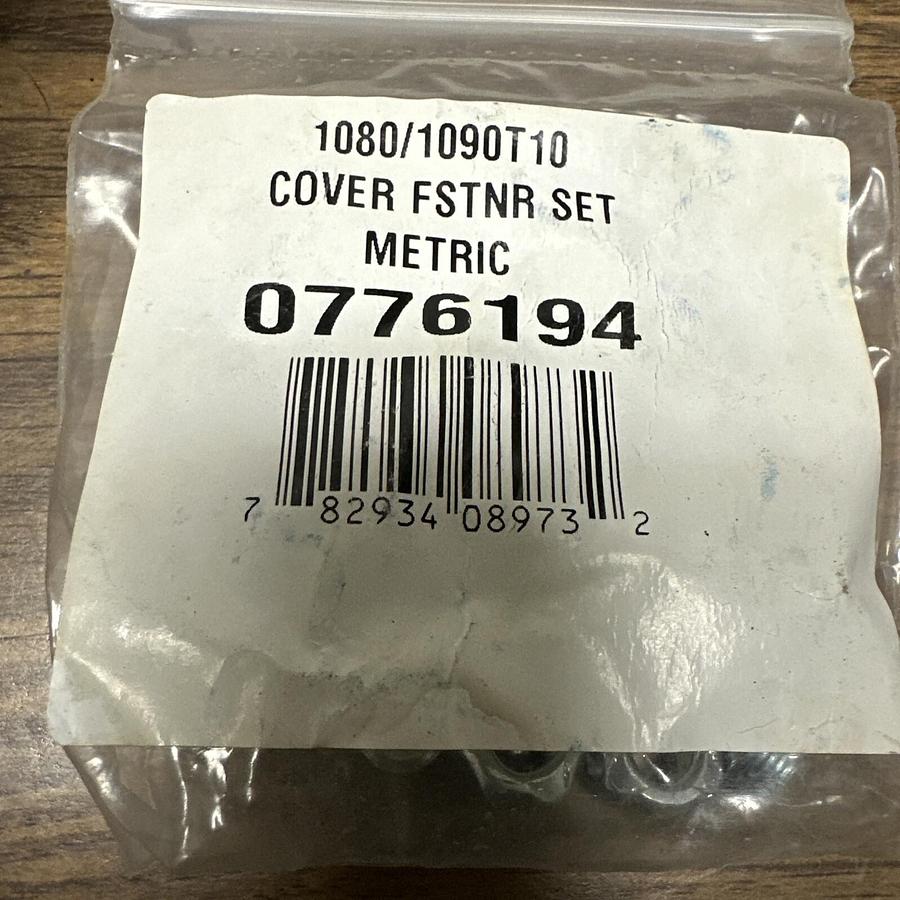 1080/1090T10
COVER FSTNR SET
METRIC
0776194
7 82934 08973 2